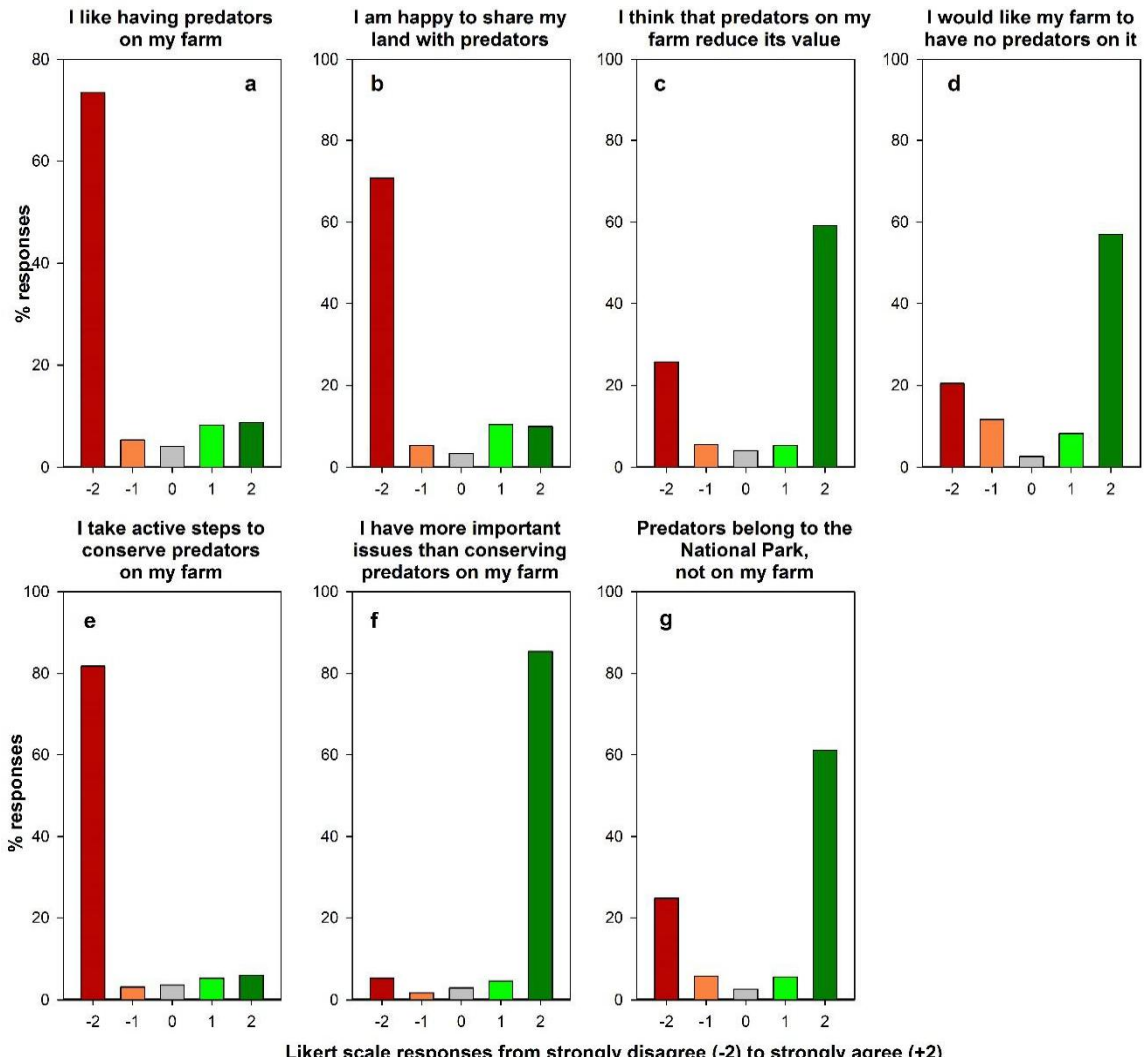 I like having predators
on my farm
I am happy to share my
land with predators
I think that predators on my
farm reduce its value
I would like my farm to
have no predators on it
80
60
40
20
0
% responses
a
-2 -1 0 1 2
100
80
60
40
20
0
b
-2 -1 0 1 2
100
80
60
40
20
0
c
-2 -1 0 1 2
100
80
60
40
20
0
d
-2 -1 0 1 2
I take active steps to
conserve predators
on my farm
I have more important
issues than conserving
predators on my farm
Predators belong to the
National Park,
not on my farm
100
80
60
40
20
0
% responses
e
-2 -1 0 1 2
100
80
60
40
20
0
f
-2 -1 0 1 2
100
80
60
40
20
0
g
-2 -1 0 1 2
Likert scale responses from strongly disagree (-2) to strongly agree (+2)